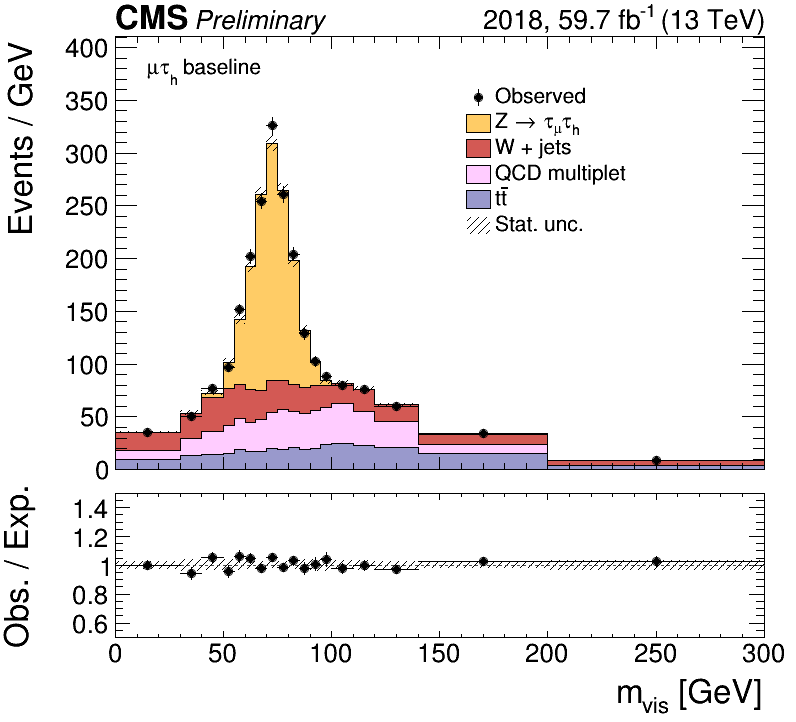 CMS Preliminary 2018, 59.7 fb⁻¹ (13 TeV)
Events / GeV
400
350
300
250
200
150
100
50
0
μτₕ baseline
Observed
Z → τ_μτₕ
W + jets
QCD multiplet
tt̄
Stat. unc.
Obs. / Exp.
1.4
1.2
1
0.8
0.6
0 50 100 150 200 250 300
m_vis [GeV]